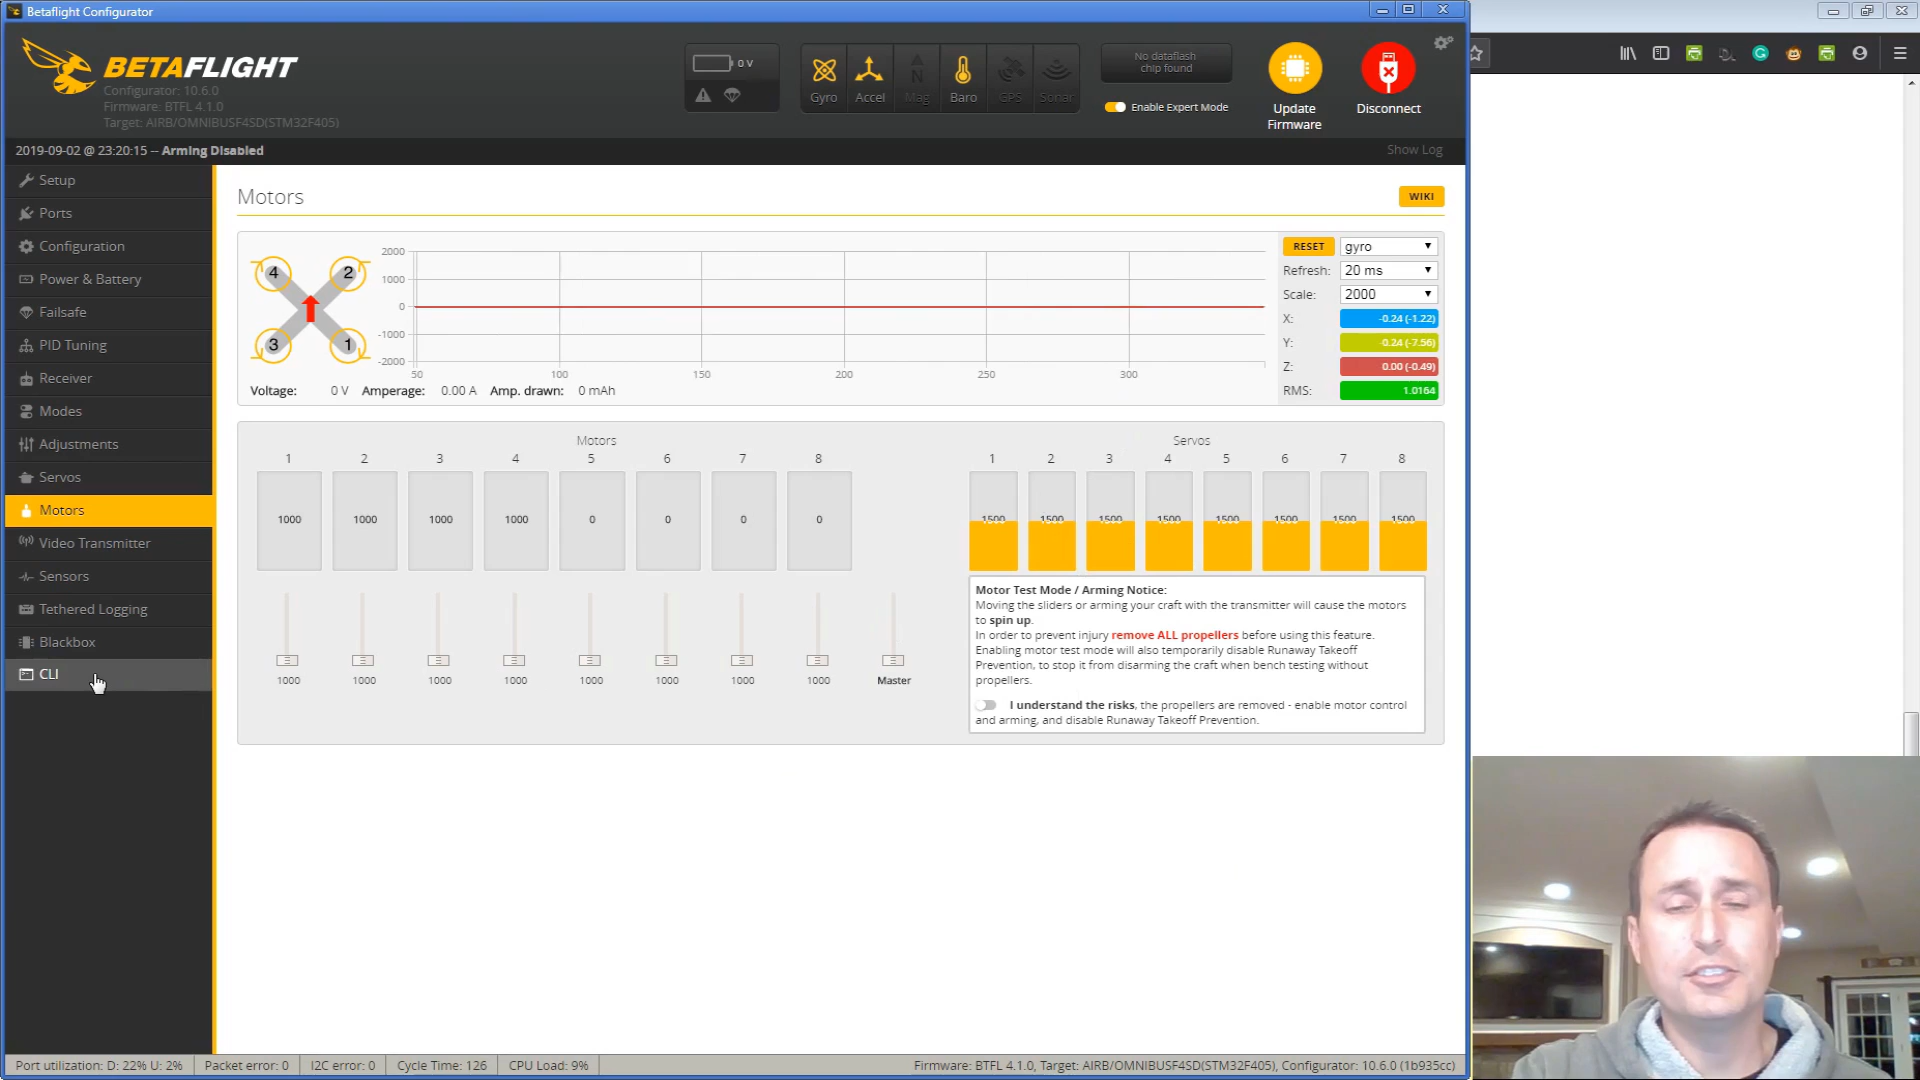 Betaflight Configurator
BETAFLIGHT
Configurator: 10.6.0
Firmware: BTFL 4.1.0
Target: AIRB/OMNIBUSF4SD(STM32F405)
0 V
Gyro
Accel
Mag
Baro
GPS
Sonar
No dataflash
chip found
Enable Expert Mode
Update
Firmware
Disconnect
2019-09-02 @ 23:20:15 -- Arming Disabled
Show Log
Setup
Ports
Configuration
Power & Battery
Failsafe
PID Tuning
Receiver
Modes
Adjustments
Servos
Motors
Video Transmitter
Sensors
Tethered Logging
Blackbox
CLI
Motors
WIKI
4
2
3
1
2000
1000
0
-1000
-2000
50
100
150
200
250
300
RESET
gyro
Refresh:
20 ms
Scale:
2000
X:
-0.24 (-1.22)
Y:
-0.24 (-7.56)
Z:
0.00 (-0.49)
RMS:
1.0164
Voltage: 0 V
Amperage: 0.00 A
Amp. drawn: 0 mAh
Motors
1 2 3 4 5 6 7 8
1000 1000 1000 1000 0 0 0 0
1000 1000 1000 1000 1000 1000 1000 1000 Master
Servos
1 2 3 4 5 6 7 8
1500 1500 1500 1500 1500 1500 1500 1500
Motor Test Mode / Arming Notice:
Moving the sliders or arming your craft with the transmitter will cause the motors
to spin up.
In order to prevent injury remove ALL propellers before using this feature.
Enabling motor test mode will also temporarily disable Runaway Takeoff
Prevention, to stop it from disarming the craft when bench testing without
propellers.
I understand the risks, the propellers are removed - enable motor control
and arming, and disable Runaway Takeoff Prevention.
Port utilization: D: 22% U: 2%
Packet error: 0
I2C error: 0
Cycle Time: 126
CPU Load: 9%
Firmware: BTFL 4.1.0, Target: AIRB/OMNIBUSF4SD(STM32F405), Configurator: 10.6.0 (1b935cc)